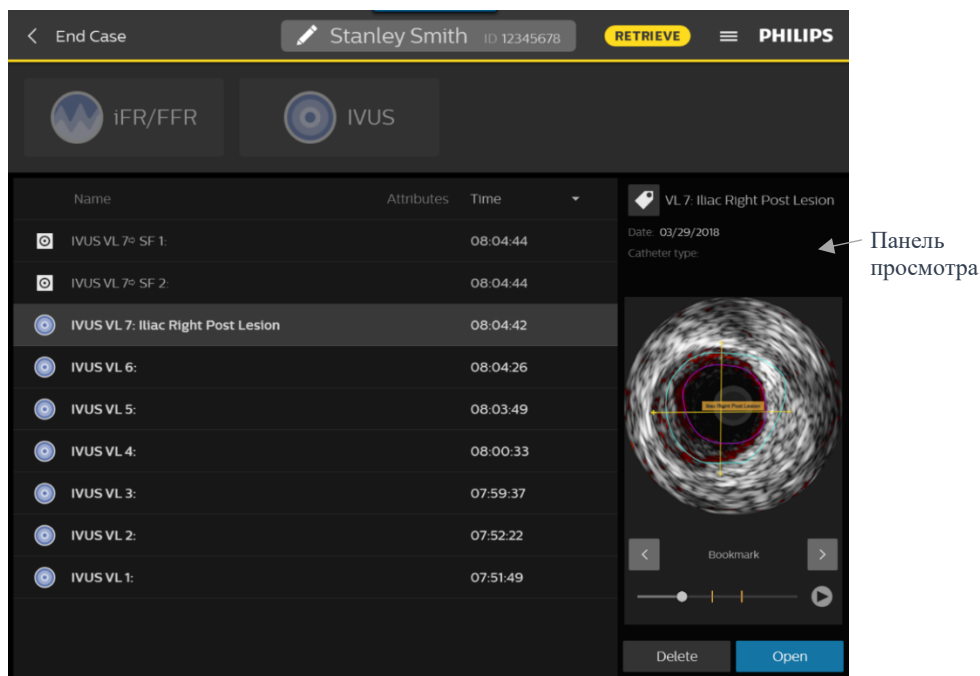 End Case
Stanley Smith ID 12345678
RETRIEVE
PHILIPS
iFR/FFR
IVUS
Name Attributes Time
IVUS VL 7 SF 1: 08:04:44
IVUS VL 7 SF 2: 08:04:44
IVUS VL 7: Iliac Right Post Lesion 08:04:42
IVUS VL 6: 08:04:26
IVUS VL 5: 08:03:49
IVUS VL 4: 08:00:33
IVUS VL 3: 07:59:37
IVUS VL 2: 07:52:22
IVUS VL 1: 07:51:49
VL 7: Iliac Right Post Lesion
Date: 03/29/2018
Catheter type:
Iliac Right Post Lesion
Bookmark
Delete
Open
Панель
просмотра